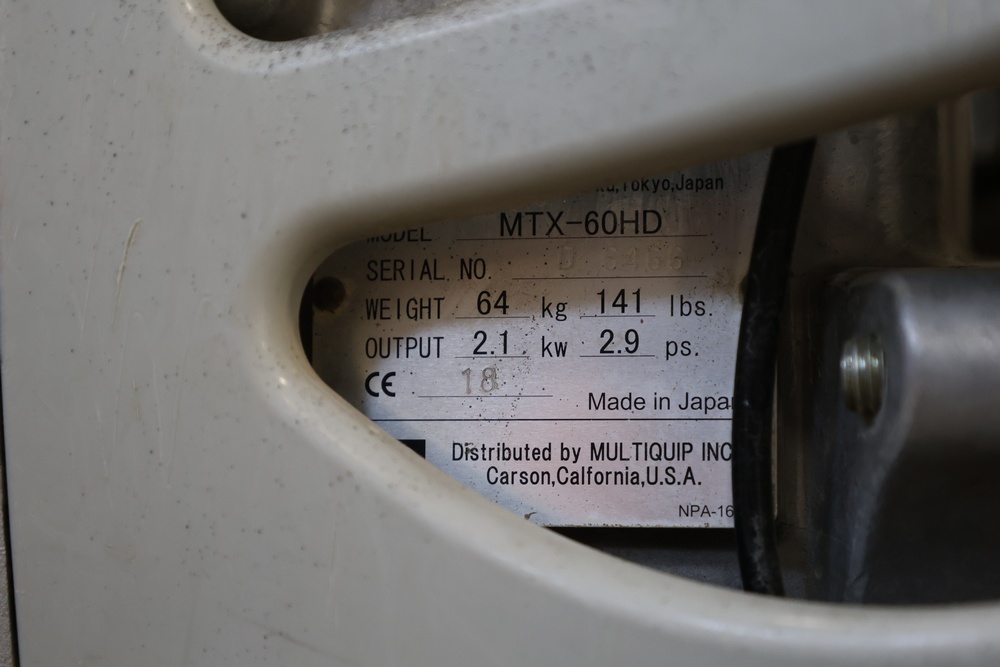 Tokyo,Japan
MODEL MTX-60HD
SERIAL NO.
WEIGHT 64 kg 141 lbs.
OUTPUT 2.1 kw 2.9 ps.
CE 18
Made in Japa
Distributed by MULTIQUIP INC
Carson,Calfornia,U.S.A.
NPA-16